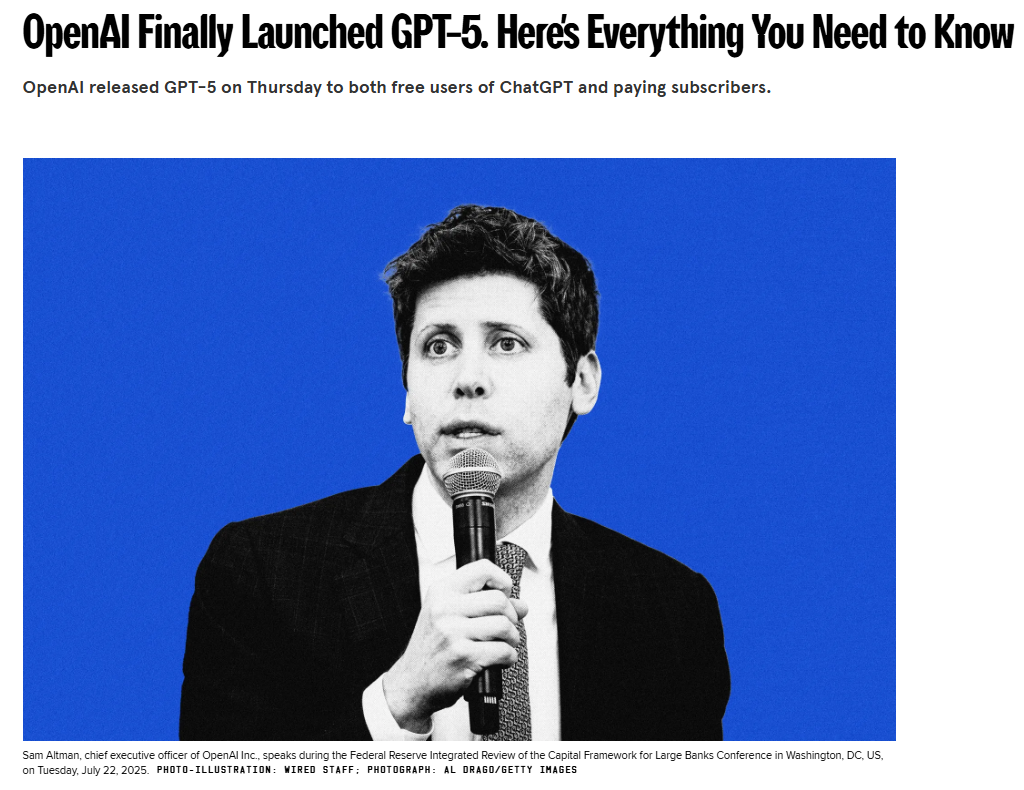 OpenAI Finally Launched GPT-5. Here's Everything You Need to Know
OpenAI released GPT-5 on Thursday to both free users of ChatGPT and paying subscribers.
Sam Altman, chief executive officer of OpenAI Inc., speaks during the Federal Reserve Integrated Review of the Capital Framework for Large Banks Conference in Washington, DC, US,
on Tuesday, July 22, 2025. PHOTO-ILLUSTRATION: WIRED STAFF; PHOTOGRAPH: AL DRAGO/GETTY IMAGES